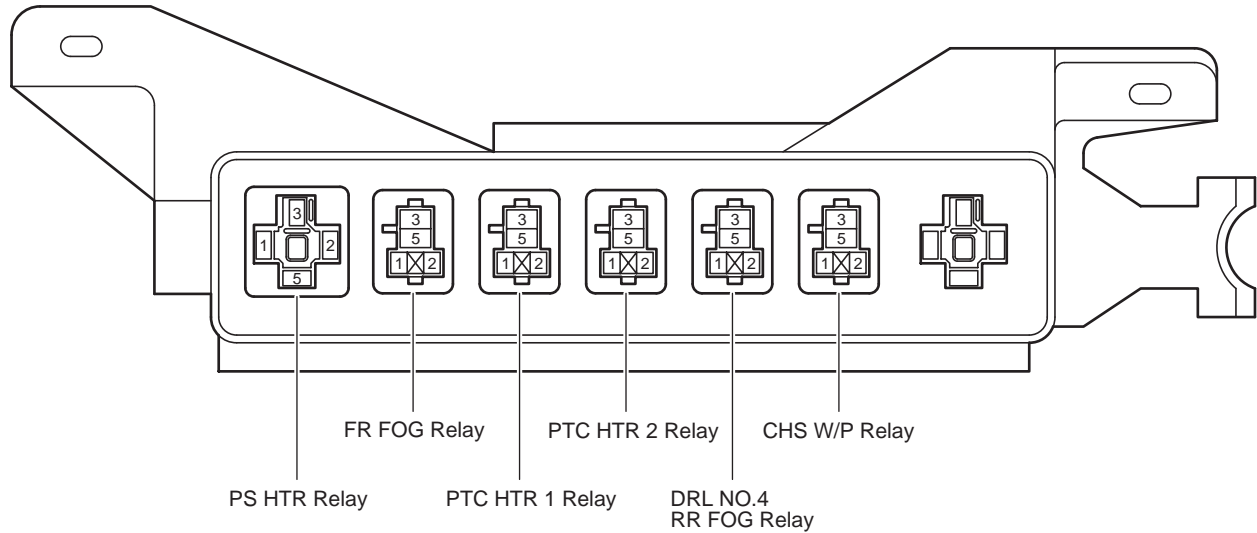 3
1 2
5
3
5
1 2
3
5
1 2
3
5
1 2
3
5
1 2
3
5
1 2
FR FOG Relay
PTC HTR 2 Relay
CHS W/P Relay
PS HTR Relay
PTC HTR 1 Relay
DRL NO.4
RR FOG Relay